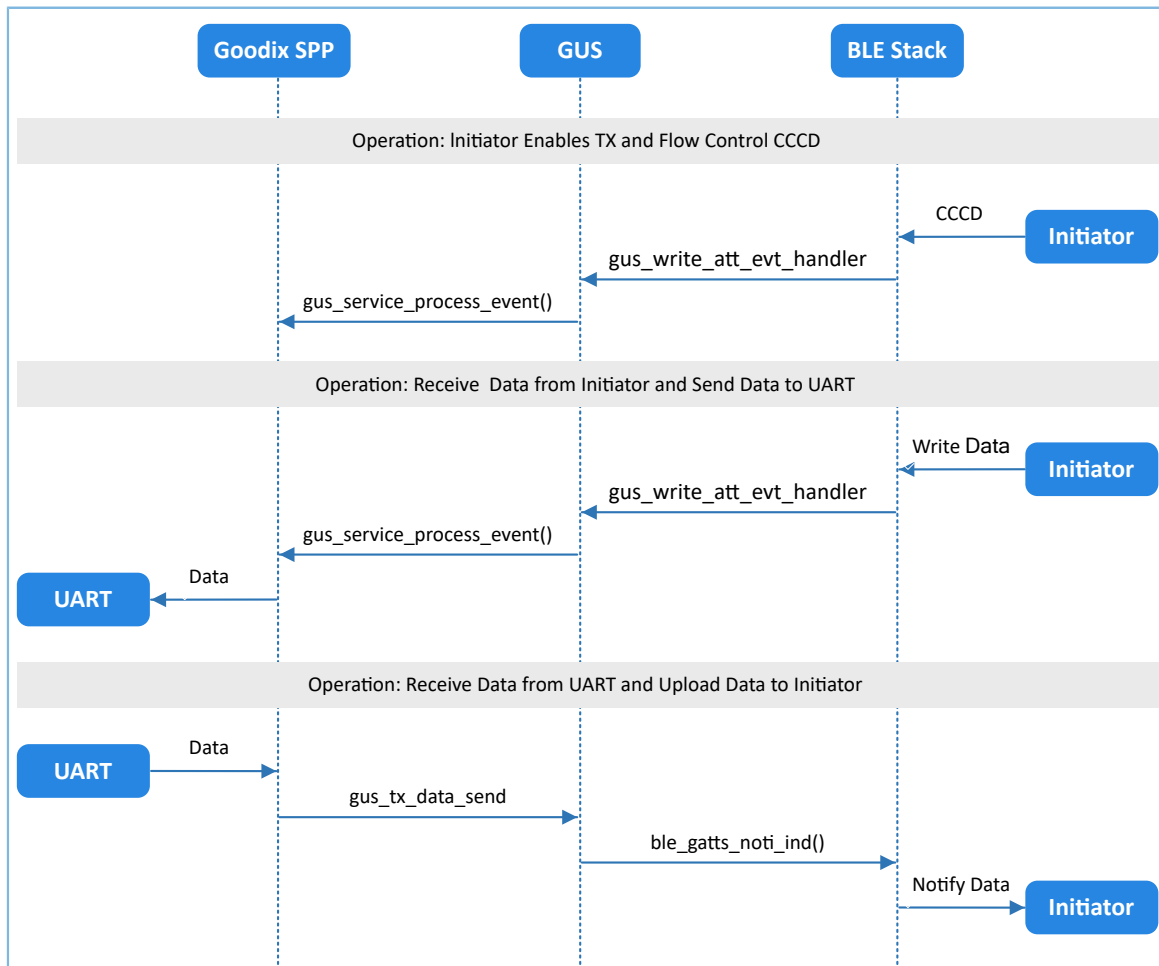 Goodix SPP
GUS
BLE Stack
Operation: Initiator Enables TX and Flow Control CCCD
CCCD
Initiator
gus_write_att_evt_handler
gus_service_process_event()
Operation: Receive  Data from Initiator and Send Data to UART
Write Data
Initiator
gus_write_att_evt_handler
gus_service_process_event()
Data
UART
Operation: Receive Data from UART and Upload Data to Initiator
Data
UART
gus_tx_data_send
ble_gatts_noti_ind()
Notify Data
Initiator